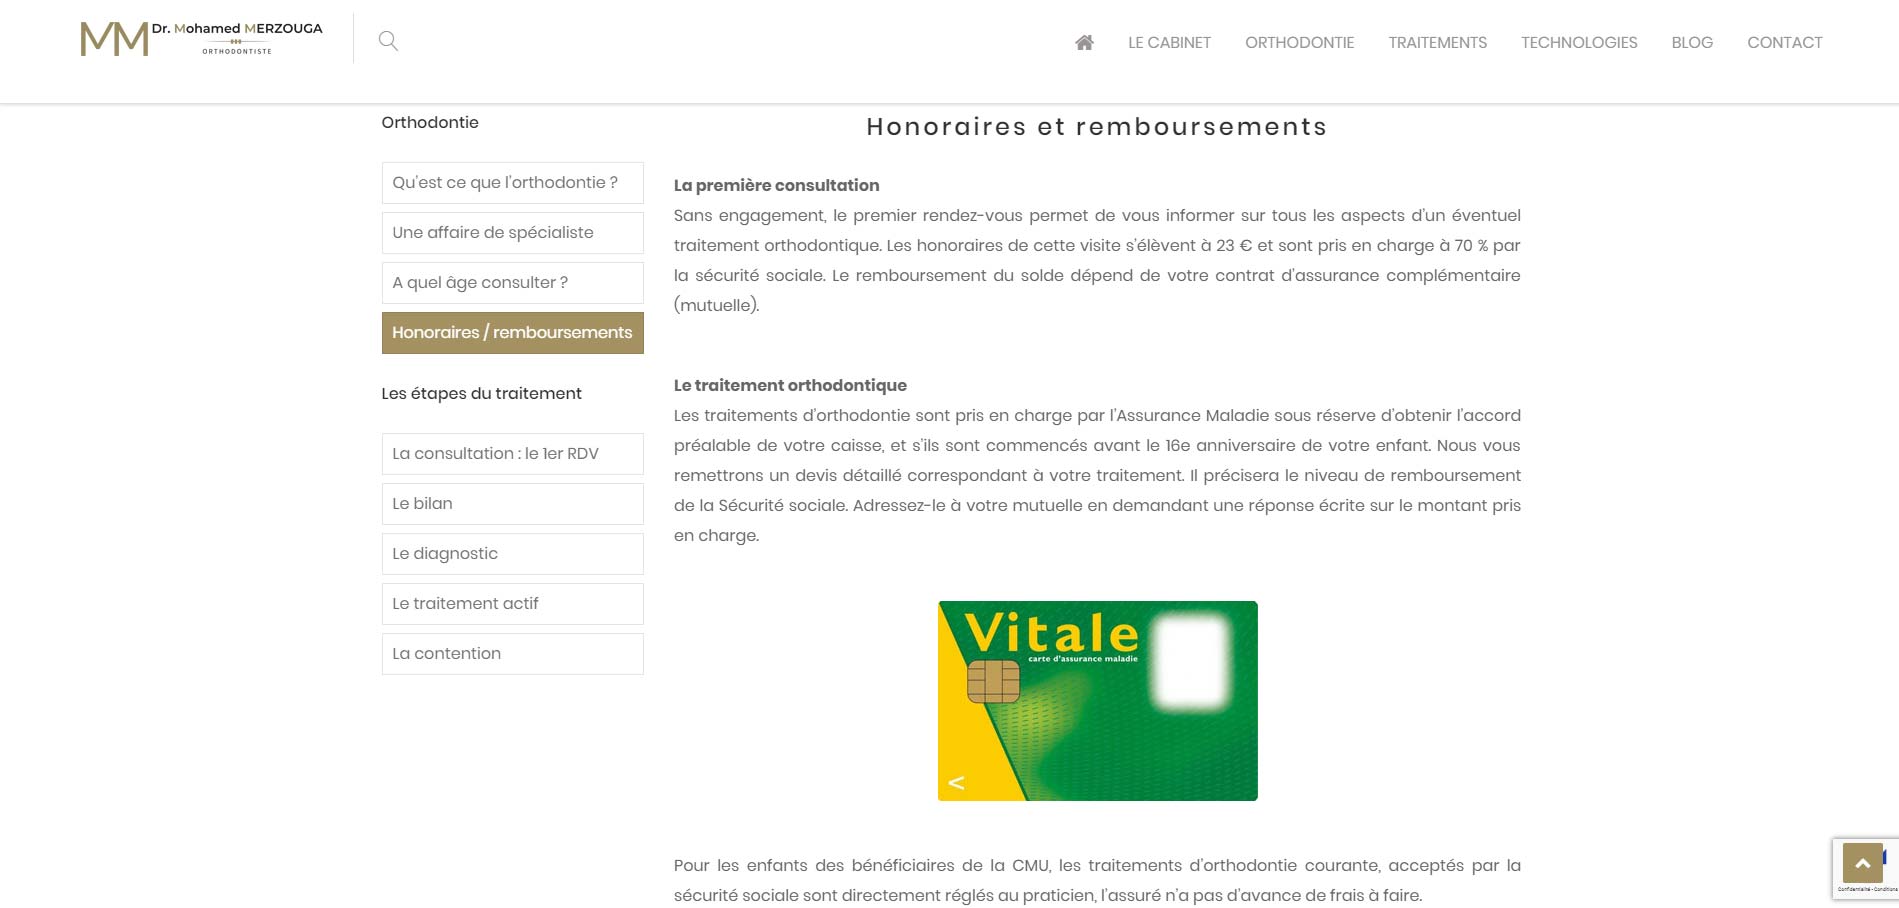 MM Dr. Mohamed MERZOUGA
ORTHODONTISTE
LE CABINET
ORTHODONTIE
TRAITEMENTS
TECHNOLOGIES
BLOG
CONTACT
Orthodontie
Qu'est ce que l'orthodontie ?
Une affaire de spécialiste
A quel âge consulter ?
Honoraires / remboursements
Les étapes du traitement
La consultation : le 1er RDV
Le bilan
Le diagnostic
Le traitement actif
La contention
Honoraires et remboursements
La première consultation
Sans engagement, le premier rendez-vous permet de vous informer sur tous les aspects d'un éventuel
traitement orthodontique. Les honoraires de cette visite s'élèvent à 23 € et sont pris en charge à 70 % par
la sécurité sociale. Le remboursement du solde dépend de votre contrat d'assurance complémentaire
(mutuelle).
Le traitement orthodontique
Les traitements d'orthodontie sont pris en charge par l'Assurance Maladie sous réserve d'obtenir l'accord
préalable de votre caisse, et s'ils sont commencés avant le 16e anniversaire de votre enfant. Nous vous
remettrons un devis détaillé correspondant à votre traitement. Il précisera le niveau de remboursement
de la Sécurité sociale. Adressez-le à votre mutuelle en demandant une réponse écrite sur le montant pris
en charge.
Vitale
carte d'assurance maladie
<
Pour les enfants des bénéficiaires de la CMU, les traitements d'orthodontie courante, acceptés par la
sécurité sociale sont directement réglés au praticien, l'assuré n'a pas d'avance de frais à faire.
Confidentialité - Conditions